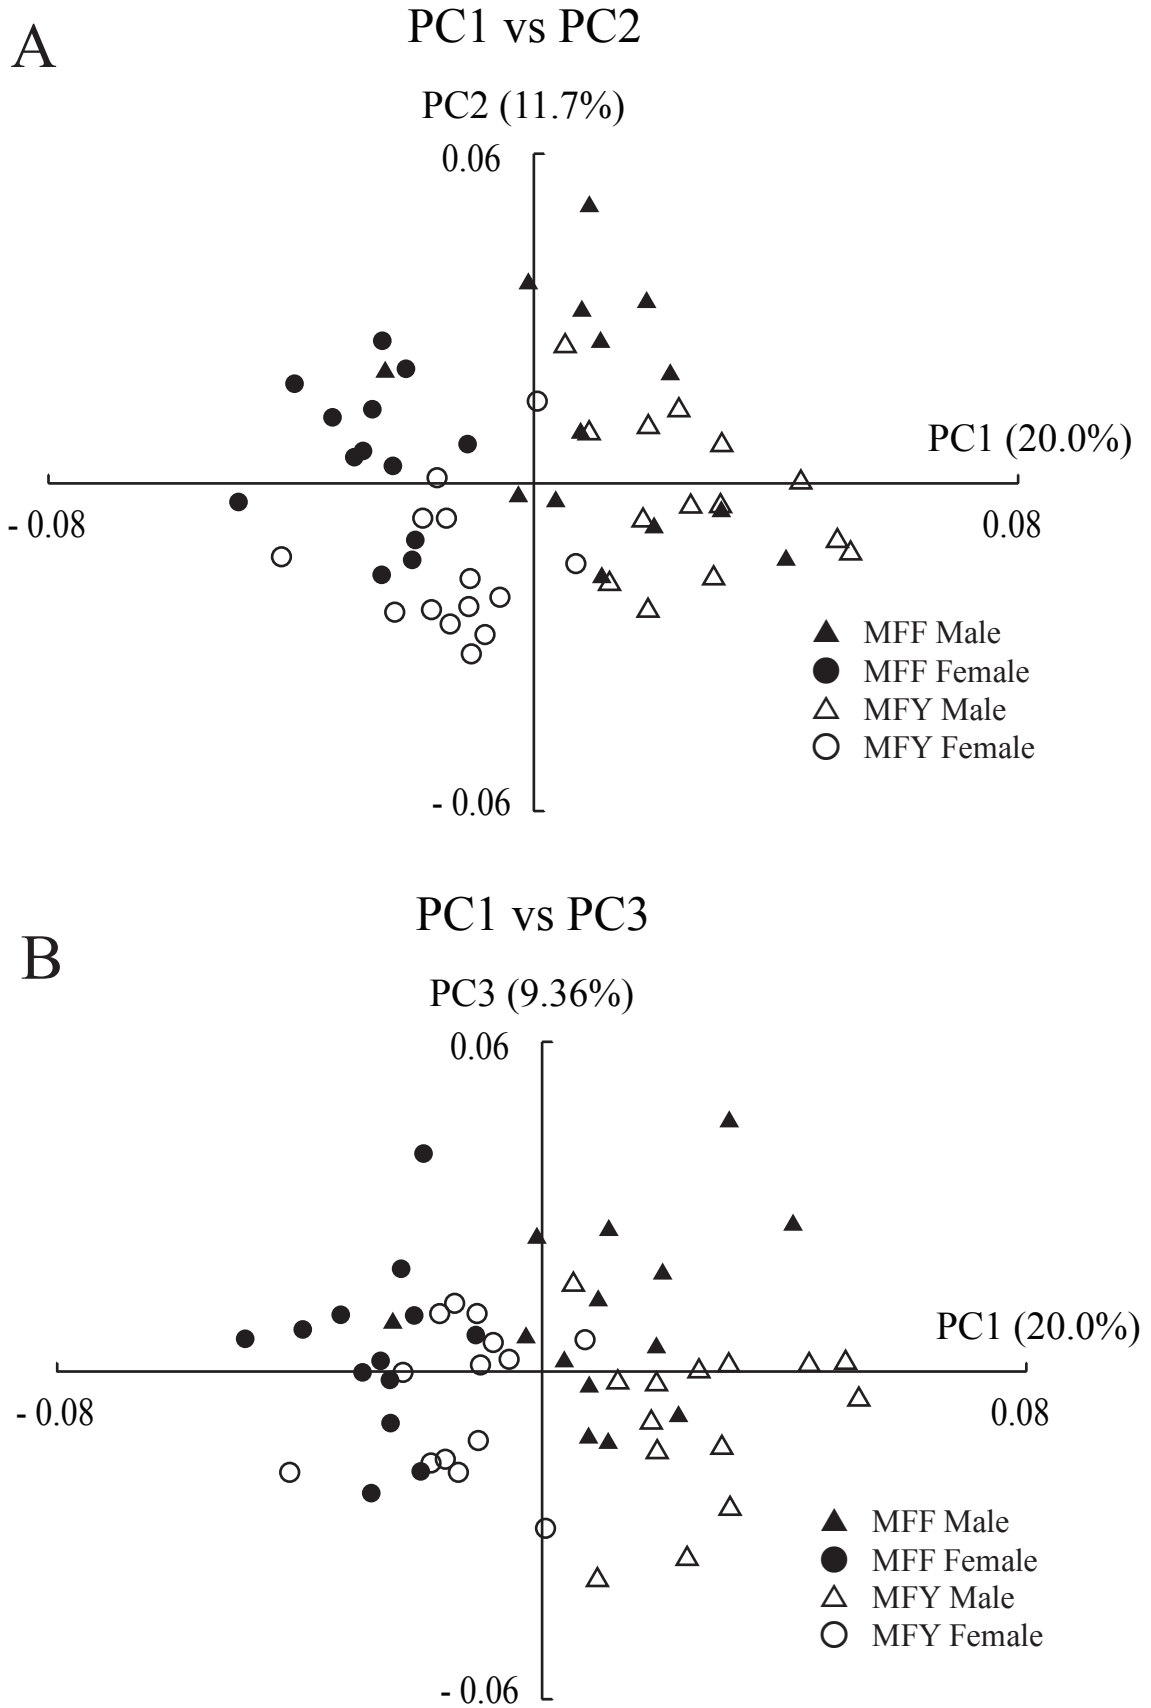 A
PC1 vs PC2
PC2 (11.7%)
0.06
PC1 (20.0%)
- 0.08
0.08
MFF Male
MFF Female
MFY Male
MFY Female
- 0.06
PC1 vs PC3
B
PC3 (9.36%)
0.06
PC1 (20.0%)
- 0.08
0.08
MFF Male
MFF Female
MFY Male
MFY Female
- 0.06